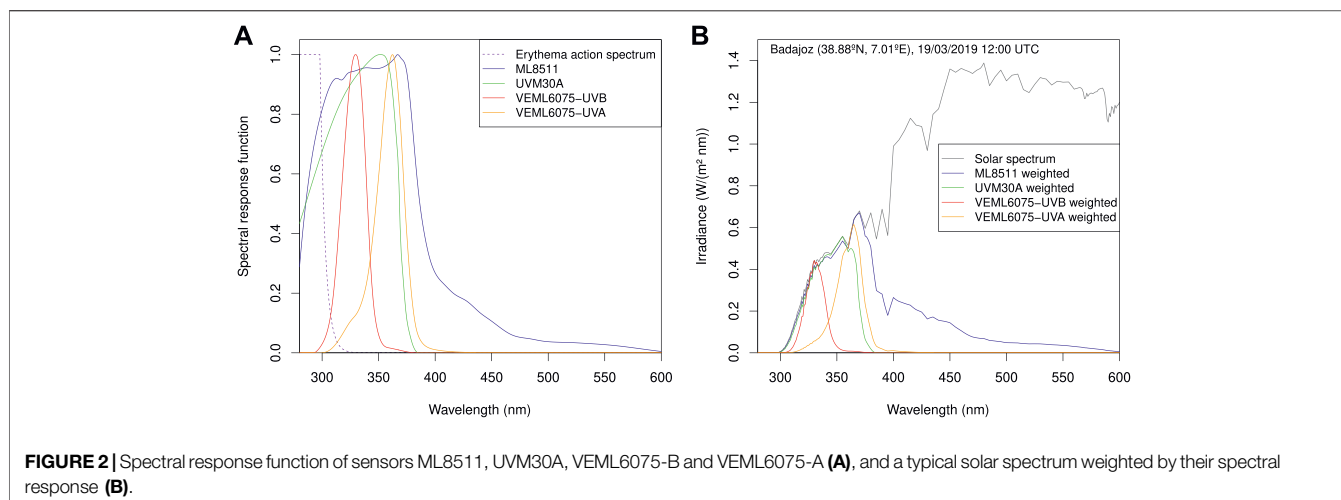 A
Erythema action spectrum
ML8511
UVM30A
VEML6075-UVB
VEML6075-UVA
Spectral response function
0.0
0.2
0.4
0.6
0.8
1.0
300
350
400
450
500
550
600
Wavelength (nm)
B
Badajoz (38.88ºN, 7.01ºE), 19/03/2019 12:00 UTC
Solar spectrum
ML8511 weighted
UVM30A weighted
VEML6075-UVB weighted
VEML6075-UVA weighted
Irradiance (W/(m² nm))
0.0
0.2
0.4
0.6
0.8
1.0
1.2
1.4
300
350
400
450
500
550
600
Wavelength (nm)
FIGURE 2 | Spectral response function of sensors ML8511, UVM30A, VEML6075-B and VEML6075-A (A), and a typical solar spectrum weighted by their spectral
response (B).